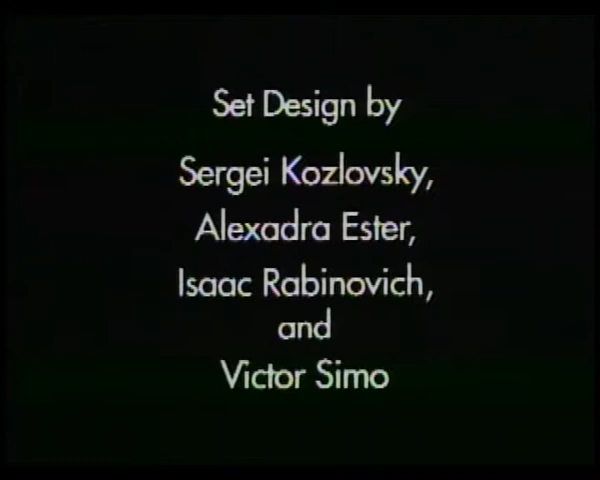 Set Design by
Sergei Kozlovsky,
Alexadra Ester,
Isaac Rabinovich,
and
Victor Simo